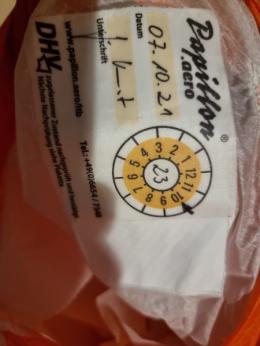 Papillon®
.aero
Datum
07.10.21
Unterschrift
www.papillon.aero/ftb
Tel.: +49(0)6654/7548
DHV
1 2 3 4 5 6 7 8 9 10 11 12
23